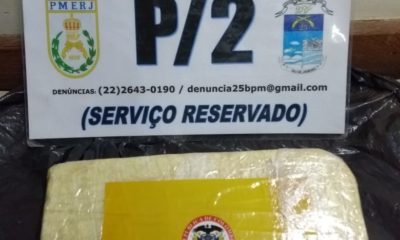 PMERJ
P/2
DENÚNCIAS: (22)2643-0190 / denuncia25bpm@gmail.com
(SERVIÇO RESERVADO)